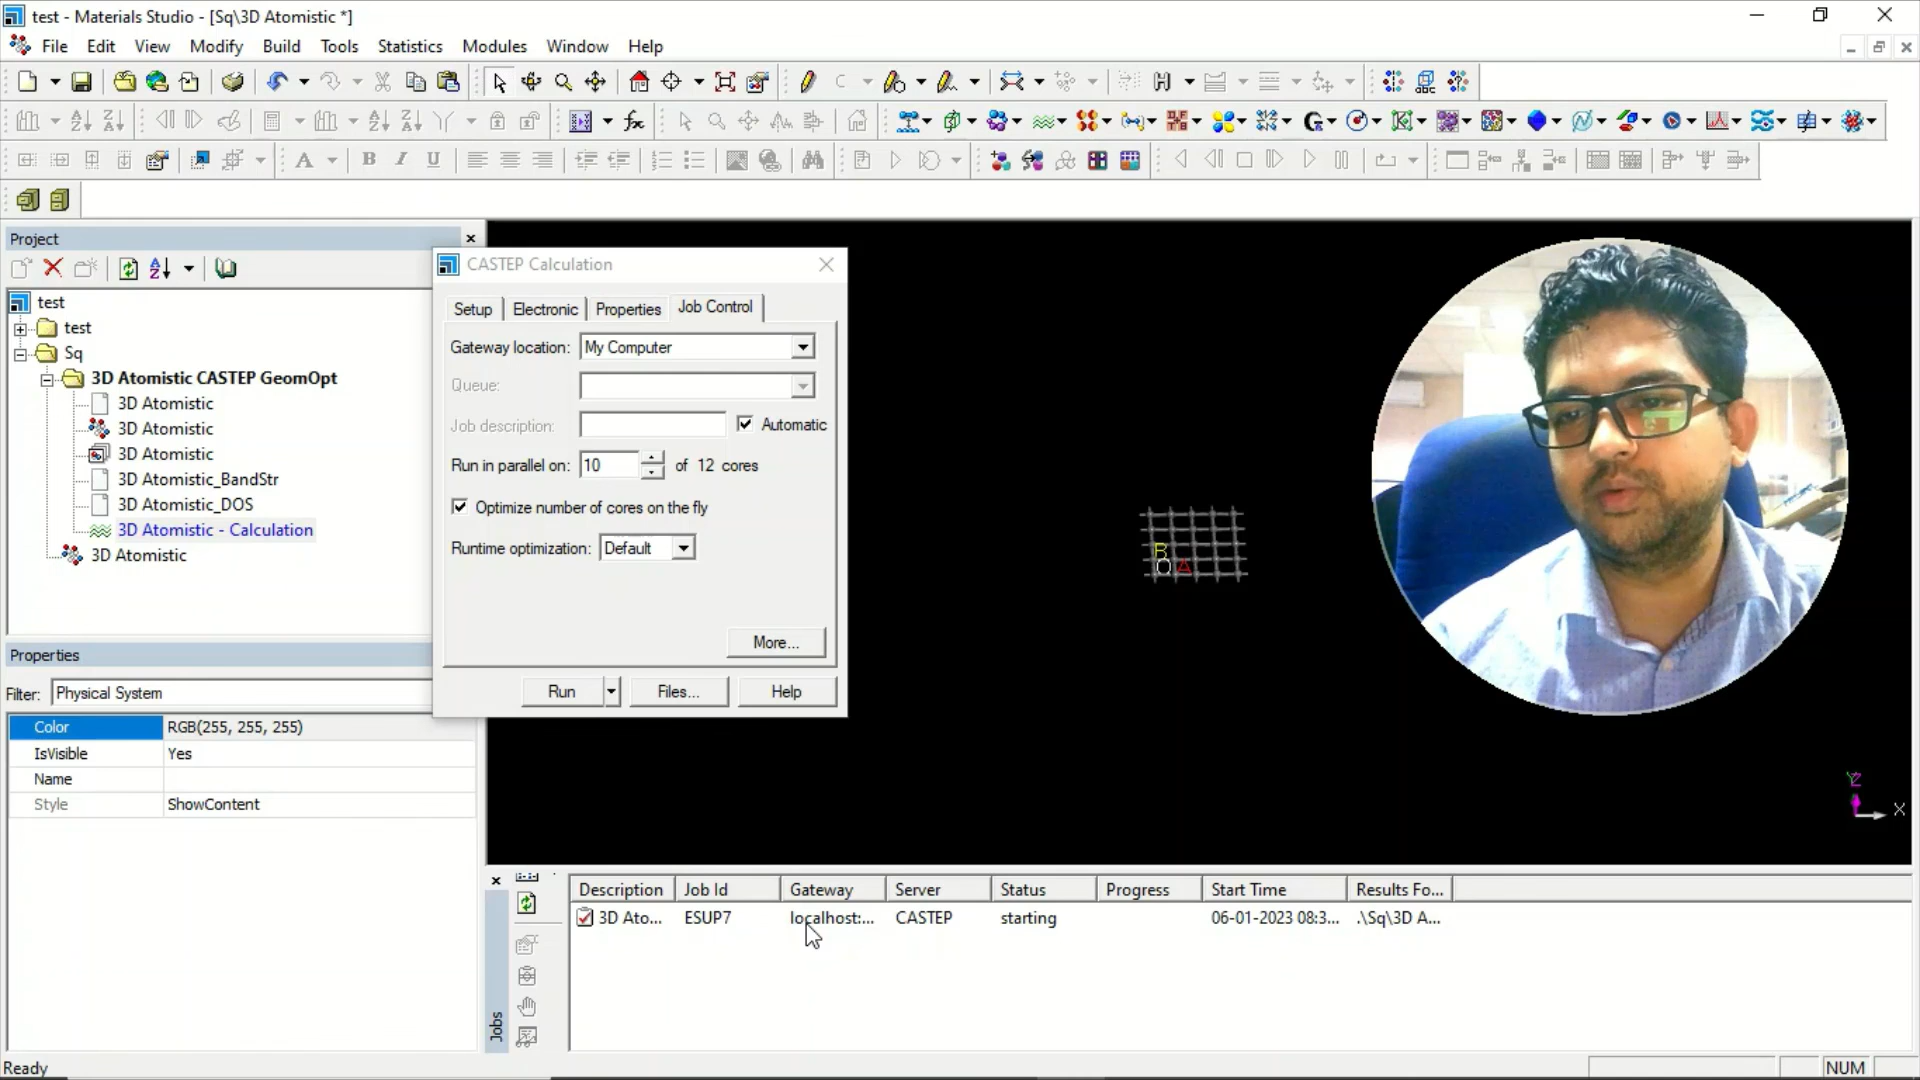 test - Materials Studio - [Sq\3D Atomistic *]
File Edit View Modify Build Tools Statistics Modules Window Help
Project
test
test
Sq
3D Atomistic CASTEP GeomOpt
3D Atomistic
3D Atomistic
3D Atomistic
3D Atomistic_BandStr
3D Atomistic_DOS
3D Atomistic - Calculation
3D Atomistic
Properties
Filter: Physical System
Color RGB(255, 255, 255)
IsVisible Yes
Name
Style ShowContent
CASTEP Calculation
Setup Electronic Properties Job Control
Gateway location: My Computer
Queue:
Job description: Automatic
Run in parallel on: 10 of 12 cores
Optimize number of cores on the fly
Runtime optimization: Default
More...
Run Files... Help
B
O A
Z
X
Jobs
Description Job Id Gateway Server Status Progress Start Time Results Fo...
3D Ato... ESUP7 localhost:... CASTEP starting 06-01-2023 08:3... .\Sq\3D A...
Ready
NUM